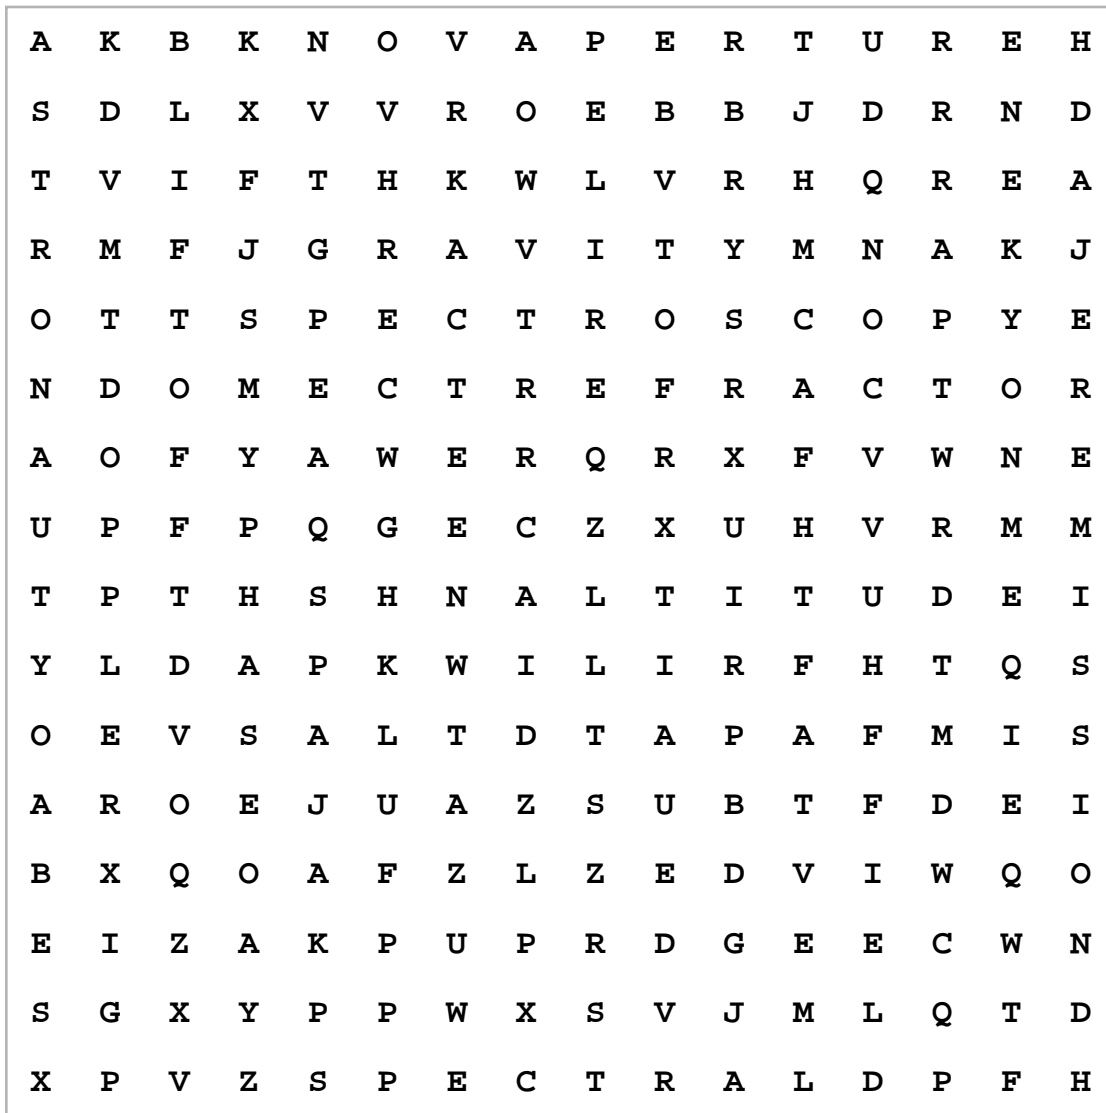 A K B K N O V A P E R T U R E H
S D L X V V R O E B B J D R N D
T V I F T H K W L V R H Q R E A
R M F J G R A V I T Y M N A K J
O T T S P E C T R O S C O P Y E
N D O M E C T R E F R A C T O R
A O F Y A W E R Q R X F V W N E
U P F P Q G E C Z X U H V R M M
T P T H S H N A L T I T U D E I
Y L D A P K W I L I R F H T Q S
O E V S A L T D T A P A F M I S
A R O E J U A Z S U B T F D E I
B X Q O A F Z L Z E D V I W Q O
E I Z A K P U P R D G E E C W N
S G X Y P P W X S V J M L Q T D
X P V Z S P E C T R A L D P F H